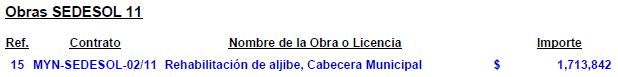 Obras SEDESOL 11
Ref. Contrato Nombre de la Obra o Licencia Importe
15 MYN-SEDESOL-02/11 Rehabilitación de aljibe, Cabecera Municipal $ 1,713,842